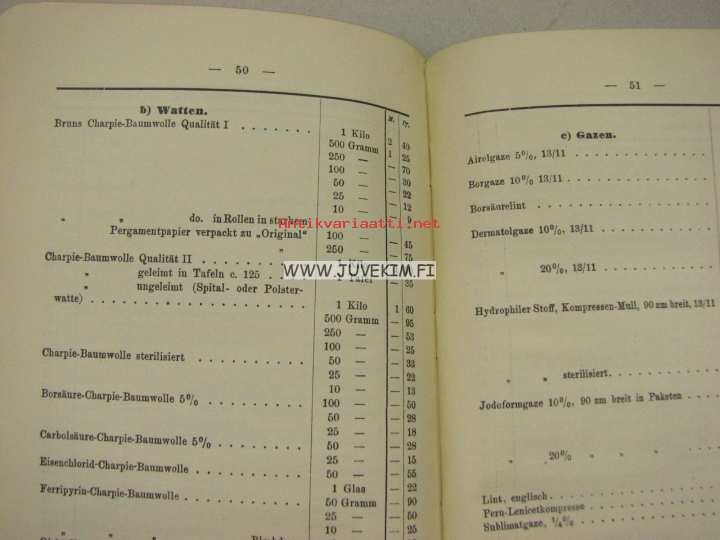 — 50 —
b) Watten.
M. Pf.
Bruns Charpie-Baumwolle Qualität I . . . . . . . 1 Kilo 2 40
500 Gramm 1 25
250 — — 70
100 — — 30
50 — — 22
25 — — 12
10 — — 9
„ „ do. in Rollen in starkem
Pergamentpapier verpackt zu „Original“
100 — — 45
250 — — 75
Charpie-Baumwolle Qualität II . . . . . .
„ geleimt in Tafeln c. 125 . . . . . . 1 Tafel — 35
„ ungeleimt (Spital- oder Polster-
watte) . . . . . . . . 1 Kilo 1 60
500 Gramm — 95
250 — — 53
100 — — 25
Charpie-Baumwolle sterilisiert . . . . . . 50 — — 33
25 — — 22
10 — — 13
Borsäure-Charpie-Baumwolle 5% . . . . . . 100 — — 50
50 — — 28
25 — — 18
Carbolsäure-Charpie-Baumwolle 5% . . . . . . 50 — — 28
25 — — 15
Eisenchlorid-Charpie-Baumwolle . . . . . . 50 — — 55
Ferripyrin-Charpie-Baumwolle . . . . . . 1 Glas — 22
50 Gramm — 90
25 — — 50
10 — — 25
— 51 —
c) Gazen.
Airolgaze 5%, 13/11 . . . . . .
Borgaze 10% 13/11 . . . . . .
Borsäurelint . . . . . .
Dermatolgaze 10%, 13/11 . . . . . .
„ 20%, 13/11 . . . . . .
Hydrophiler Stoff, Kompressen-Mull, 90 cm breit, 13/11
„ „ sterilisiert . . . . . .
Jodoformgaze 10%, 90 cm breit in Paketen . . . . . .
„ 20% „ „ „
Lint, englisch . . . . . .
Peru-Lenicetkompresse . . . . . .
Sublimatgaze, ¼% . . . . . .
Antikvariaatti.net
WWW.JUVEKIM.FI